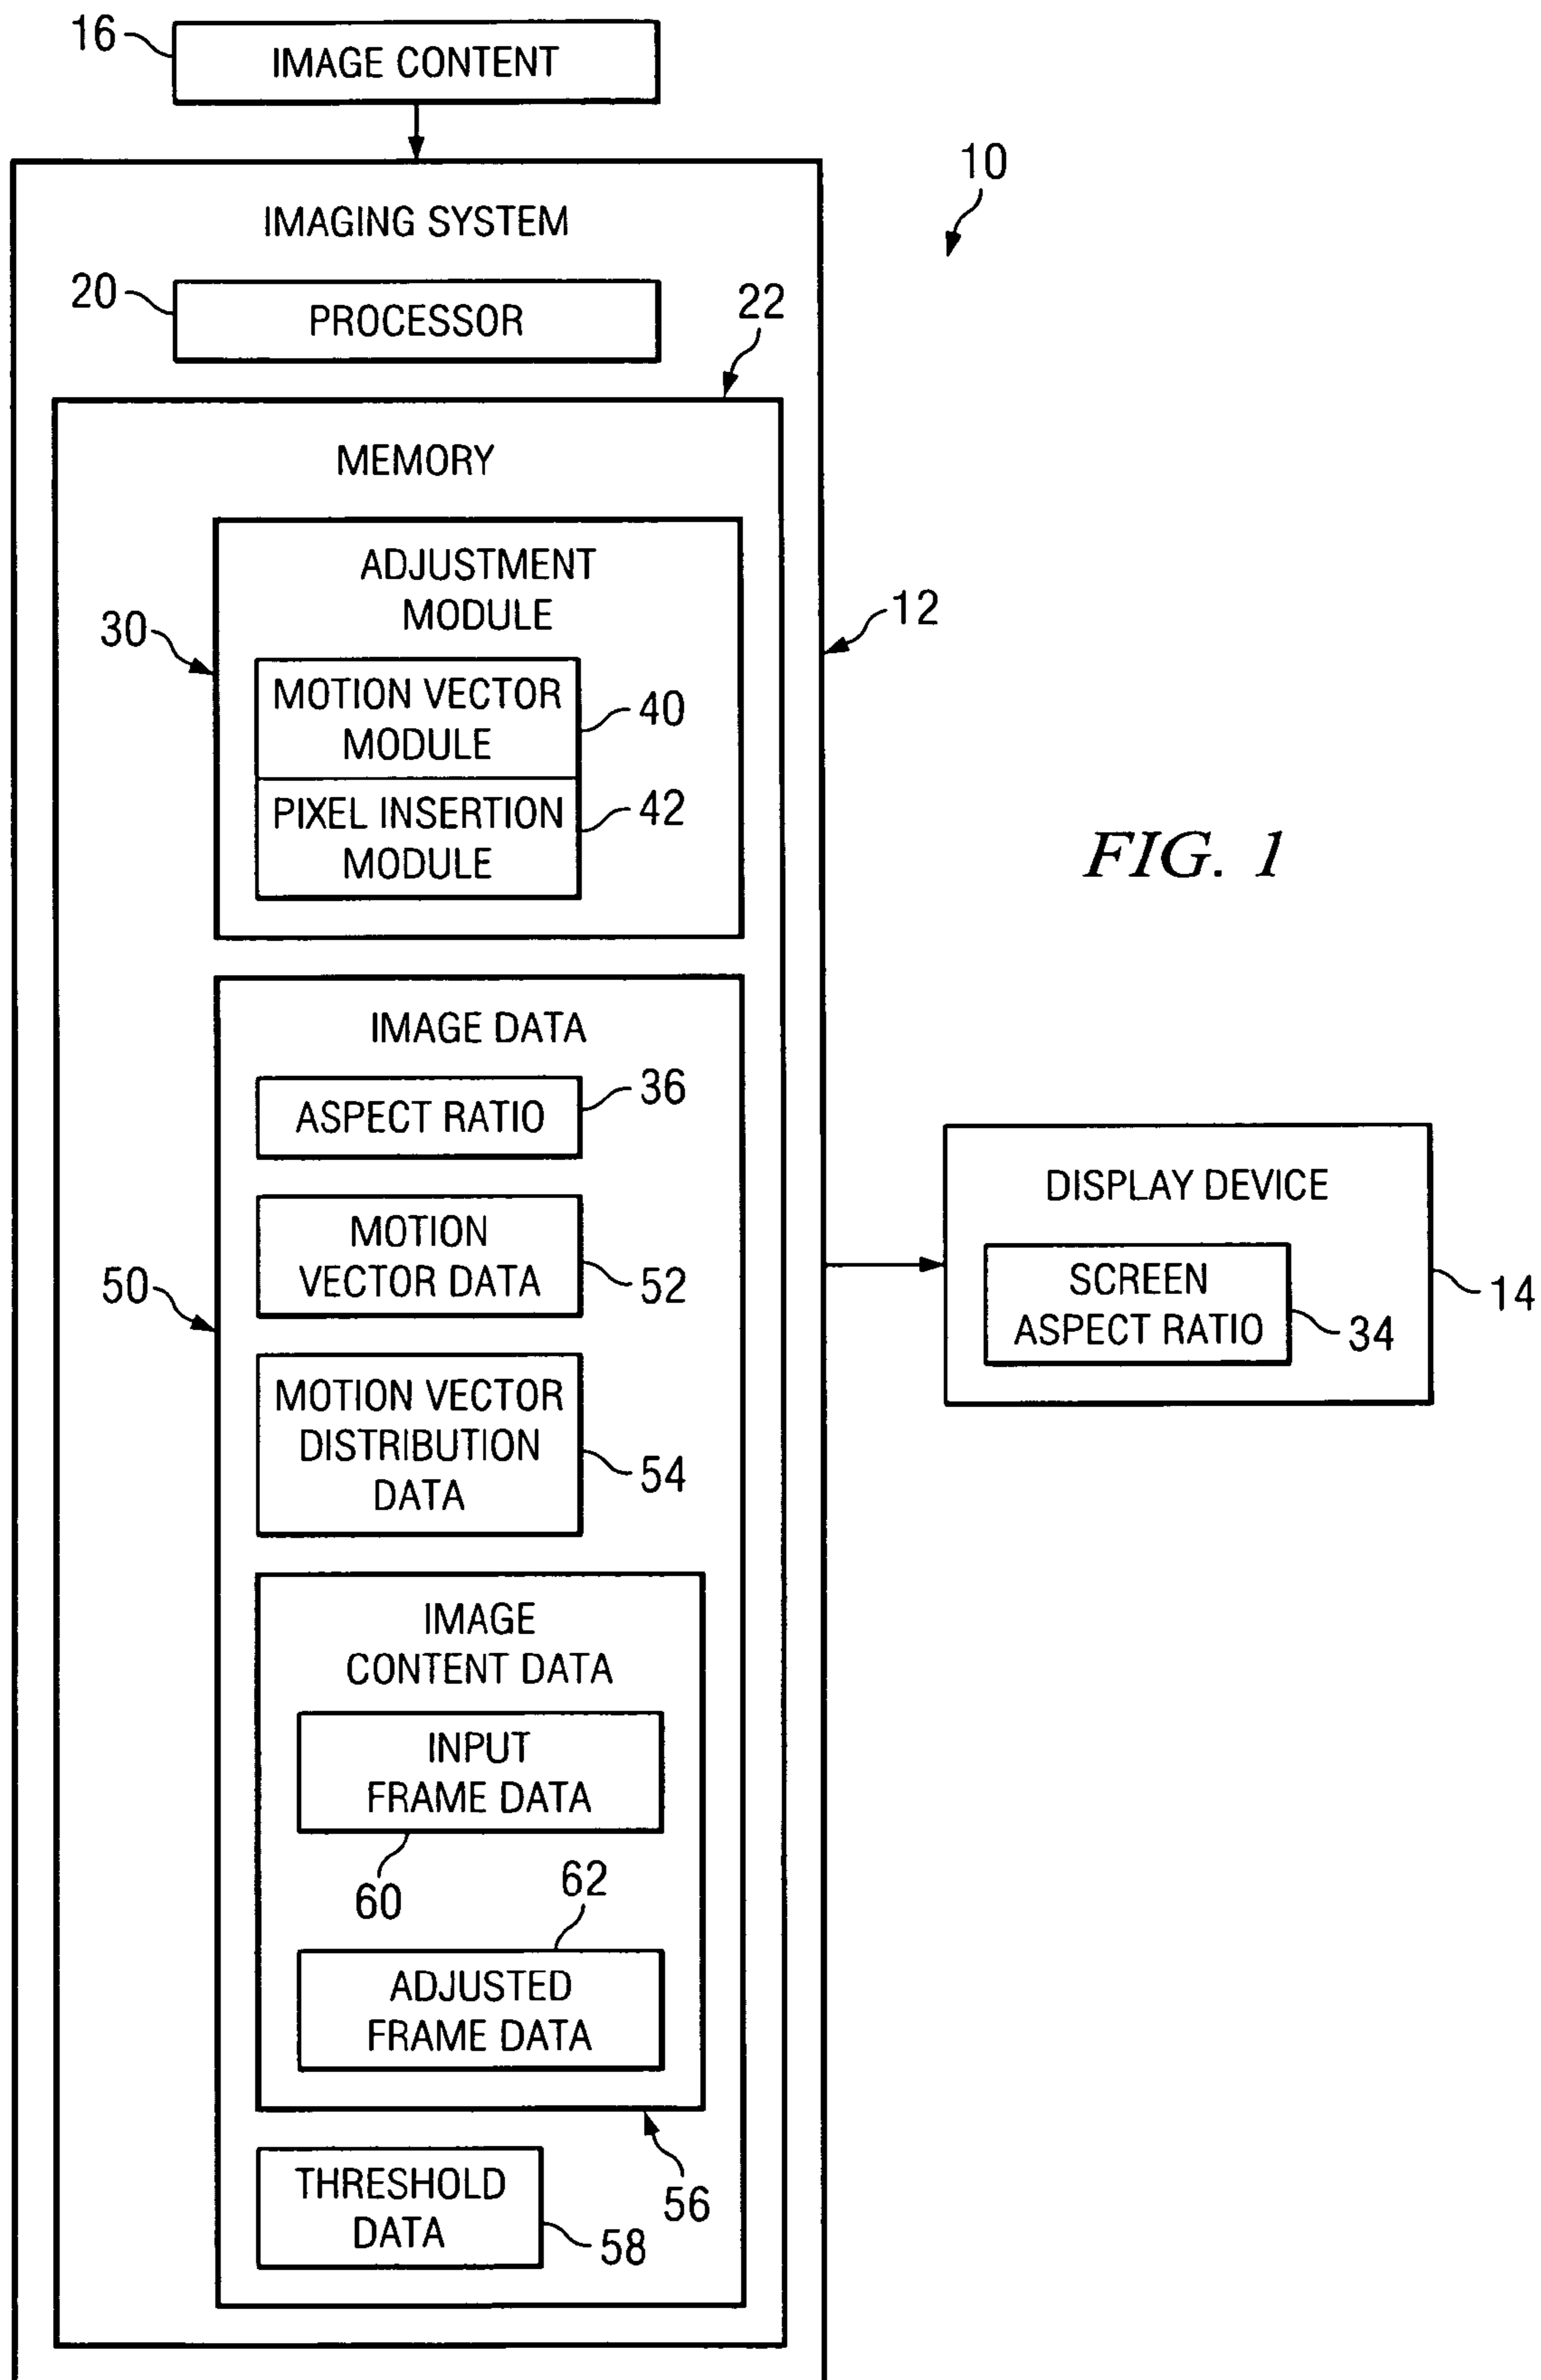 16
IMAGE CONTENT
10
IMAGING SYSTEM
20
PROCESSOR
22
MEMORY
ADJUSTMENT
MODULE
30
12
MOTION VECTOR
MODULE
40
PIXEL INSERTION
MODULE
42
FIG. 1
IMAGE DATA
ASPECT RATIO
36
MOTION
VECTOR DATA
52
50
MOTION VECTOR
DISTRIBUTION
DATA
54
DISPLAY DEVICE
SCREEN
ASPECT RATIO
34
14
IMAGE
CONTENT DATA
INPUT
FRAME DATA
60
62
ADJUSTED
FRAME DATA
56
THRESHOLD
DATA
58